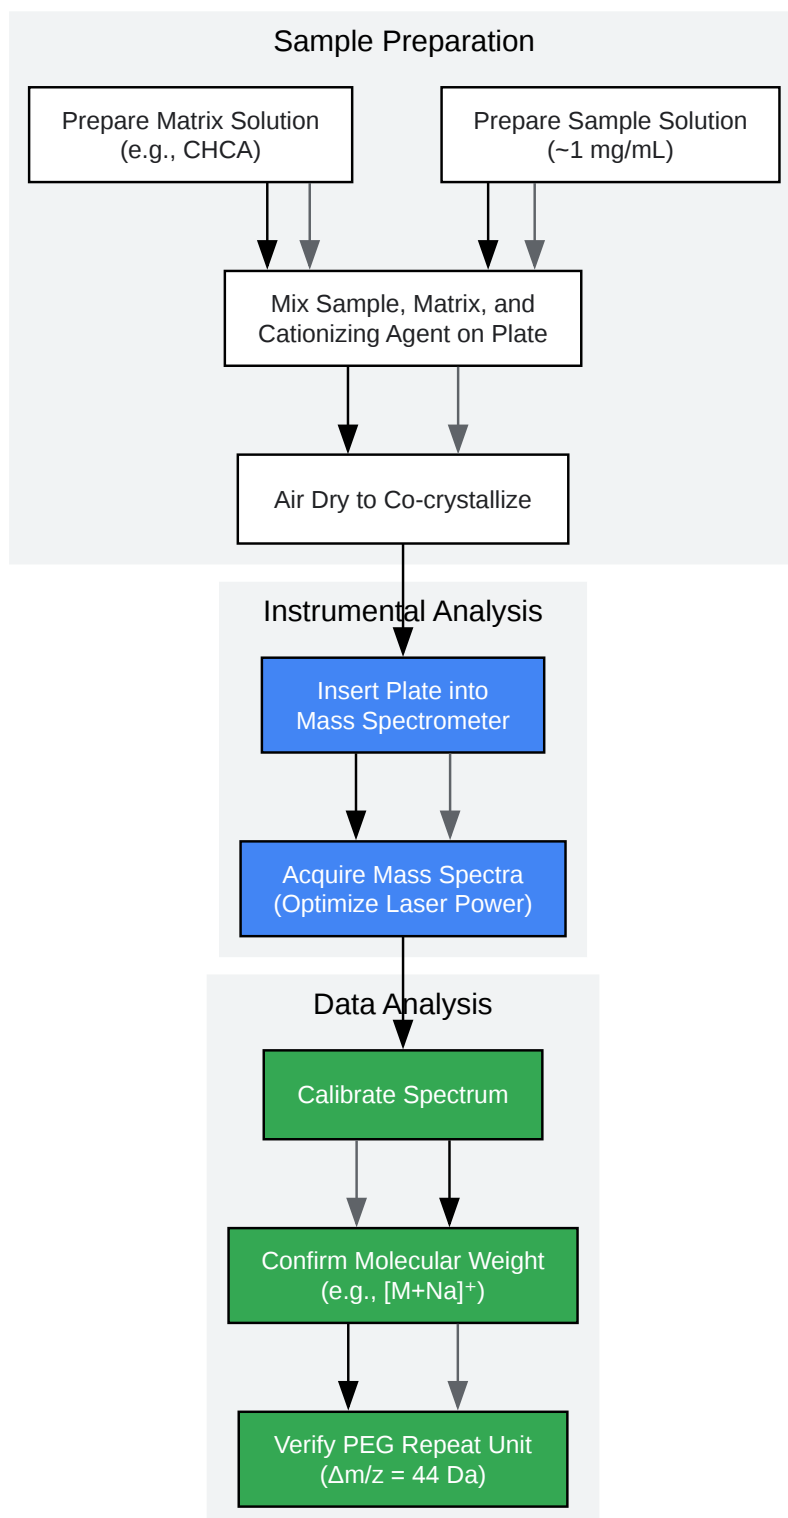 Sample Preparation
Prepare Matrix Solution
(e.g., CHCA)
Prepare Sample Solution
(~1 mg/mL)
Mix Sample, Matrix, and
Cationizing Agent on Plate
Air Dry to Co-crystallize
Instrumental Analysis
Insert Plate into
Mass Spectrometer
Acquire Mass Spectra
(Optimize Laser Power)
Data Analysis
Calibrate Spectrum
Confirm Molecular Weight
(e.g., [M+Na]⁺)
Verify PEG Repeat Unit
(Δm/z = 44 Da)